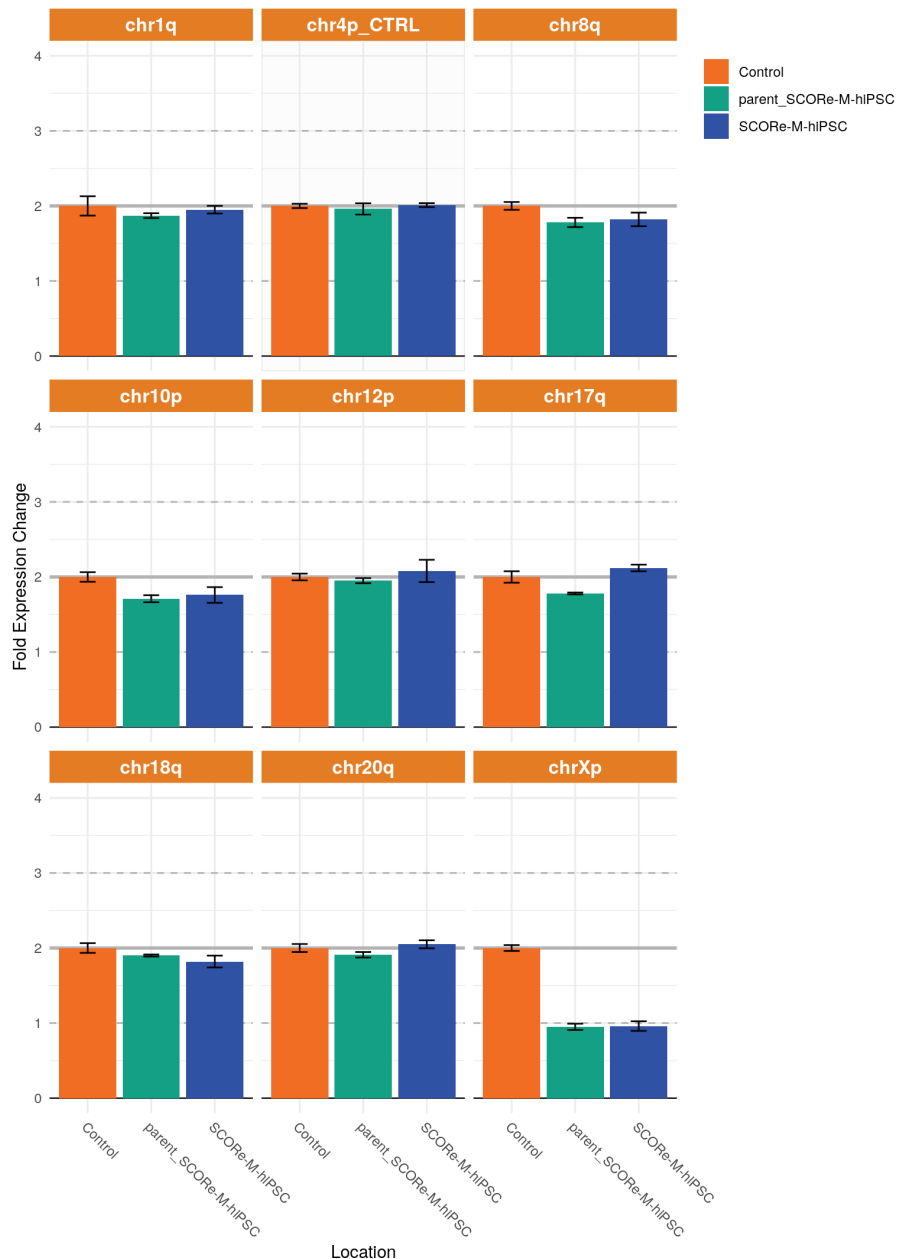 chr1q chr4p_CTRL chr8q
Control
parent_SCORe-M-hiPSC
SCORe-M-hiPSC
4
3
2
1
0
chr10p chr12p chr17q
Fold Expression Change
4
3
2
1
0
chr18q chr20q chrXp
4
3
2
1
0
Control parent_SCORe-M-hiPSC SCORe-M-hiPSC Control parent_SCORe-M-hiPSC SCORe-M-hiPSC Control parent_SCORe-M-hiPSC SCORe-M-hiPSC
Location